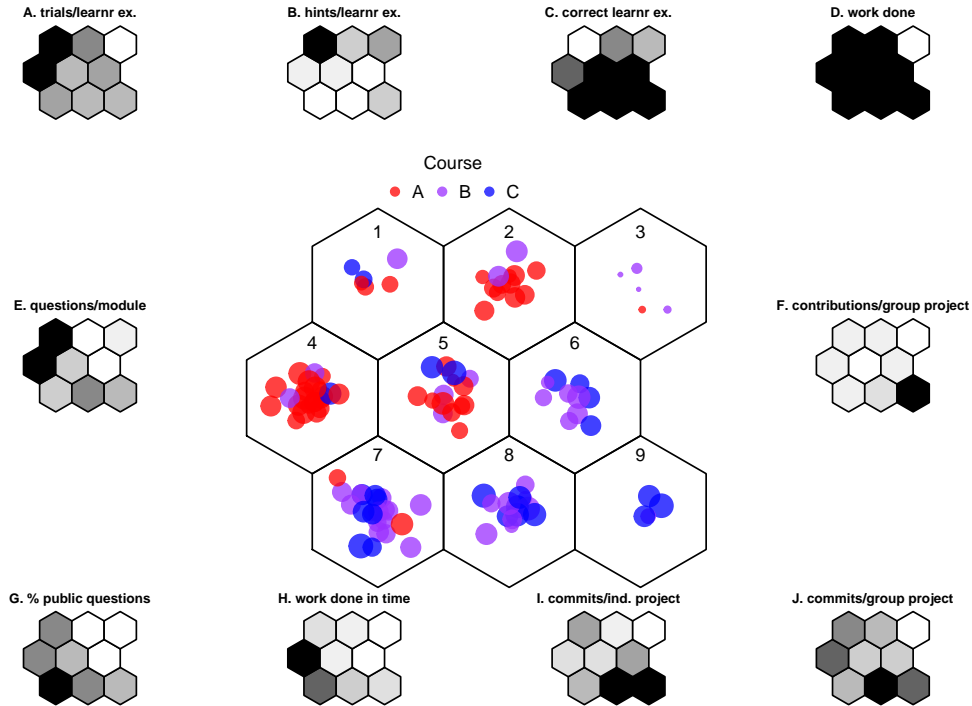 A. trials/learnr ex.
B. hints/learnr ex.
C. correct learnr ex.
D. work done
Course
A B C
1 2 3
E. questions/module
F. contributions/group project
4 5 6
7 8 9
G. % public questions
H. work done in time
I. commits/ind. project
J. commits/group project